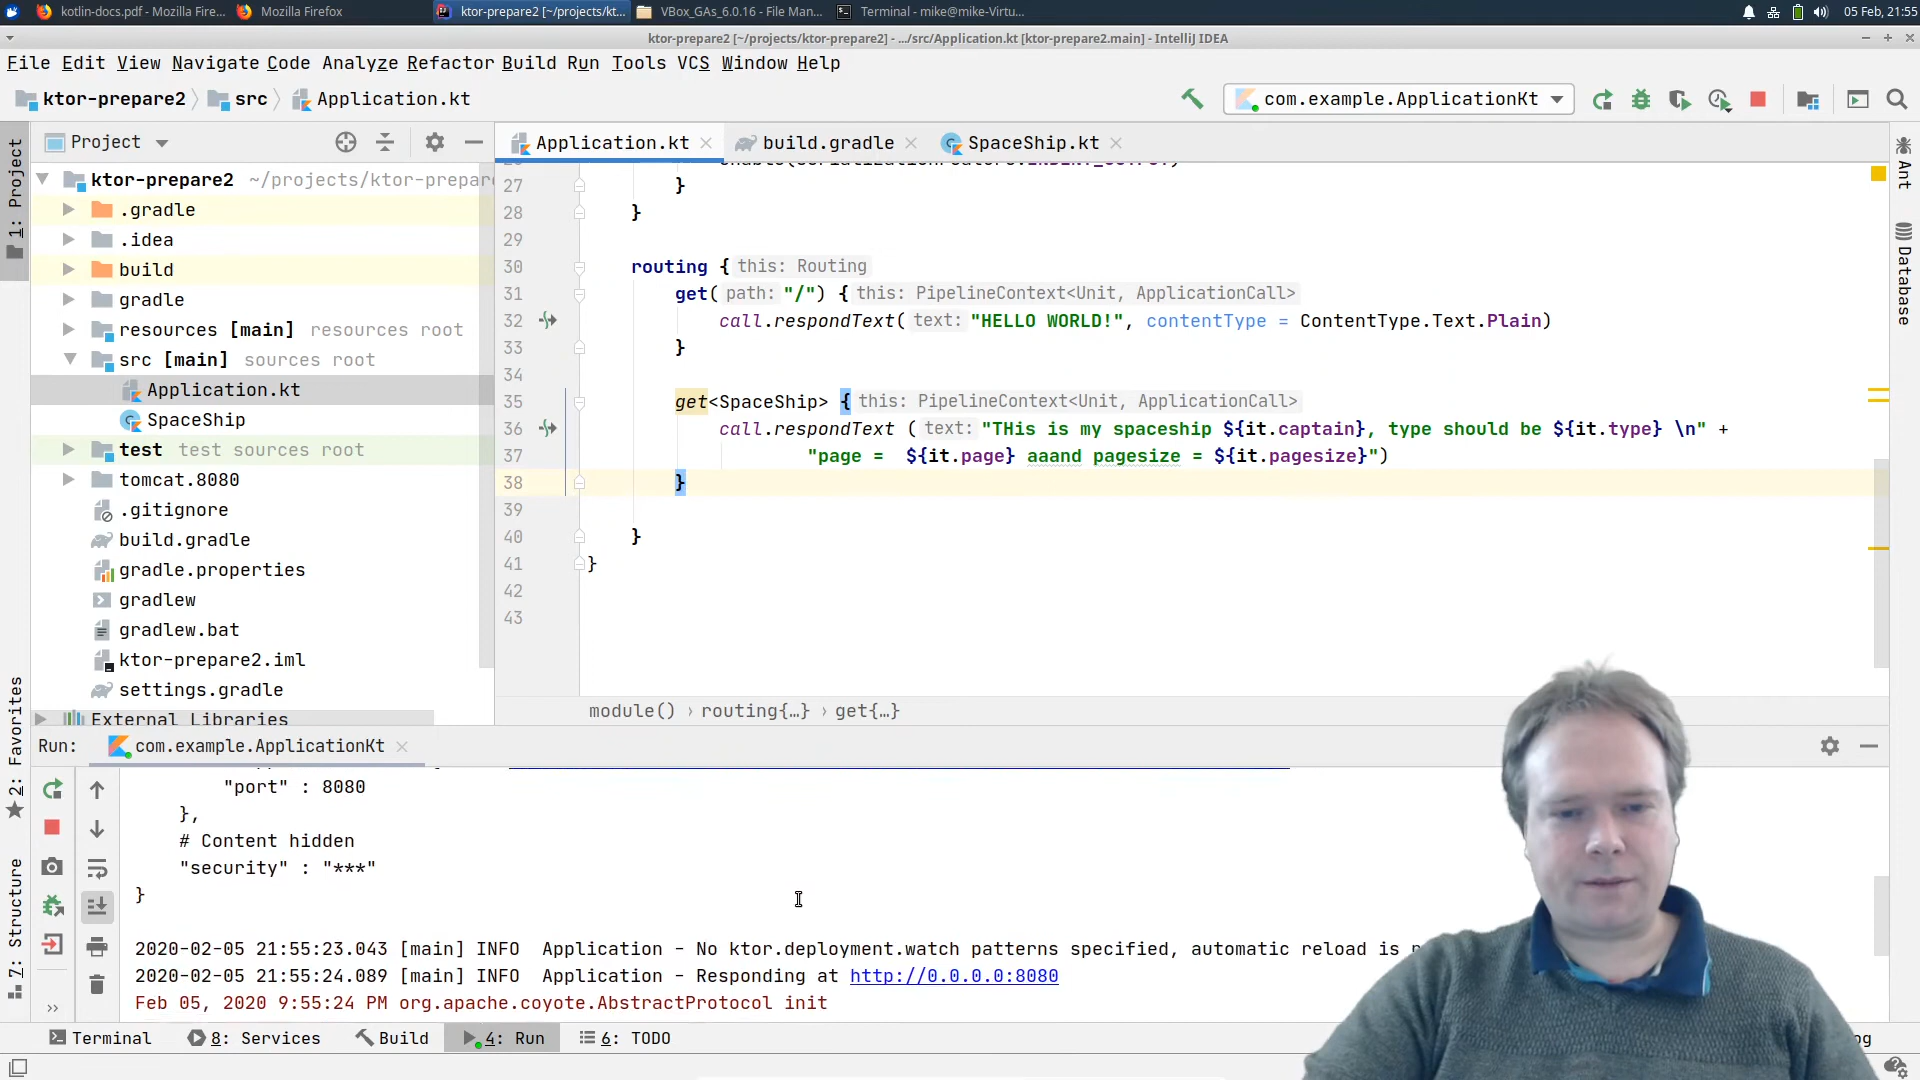 kotlin-docs.pdf - Mozilla Fire...
Mozilla Firefox
ktor-prepare2 [~/projects/kt...
VBox_GAs_6.0.16 - File Man...
Terminal - mike@mike-Virtu...
05 Feb, 21:55
ktor-prepare2 [~/projects/ktor-prepare2] - .../src/Application.kt [ktor-prepare2.main] - IntelliJ IDEA
File Edit View Navigate Code Analyze Refactor Build Run Tools VCS Window Help
ktor-prepare2 src Application.kt
com.example.ApplicationKt
Project
Application.kt
build.gradle
SpaceShip.kt
1: Project
2: Favorites
7: Structure
Ant
Database
ktor-prepare2 ~/projects/ktor-prepare
.gradle
.idea
build
gradle
resources [main] resources root
src [main] sources root
Application.kt
SpaceShip
test test sources root
tomcat.8080
.gitignore
build.gradle
gradle.properties
gradlew
gradlew.bat
ktor-prepare2.iml
settings.gradle
External Libraries
27 }
28 }
29
30 routing { this: Routing
31 get( path: "/") { this: PipelineContext<Unit, ApplicationCall>
32 call.respondText( text: "HELLO WORLD!", contentType = ContentType.Text.Plain)
33 }
34
35 get<SpaceShip> { this: PipelineContext<Unit, ApplicationCall>
36 call.respondText ( text: "THis is my spaceship ${it.captain}, type should be ${it.type} \n" +
37 "page =  ${it.page} aaand pagesize = ${it.pagesize}")
38 }
39
40 }
41 }
42
43
module() › routing{…} › get{…}
Run: com.example.ApplicationKt
"port" : 8080
},
# Content hidden
"security" : "***"
}
2020-02-05 21:55:23.043 [main] INFO  Application - No ktor.deployment.watch patterns specified, automatic reload is
2020-02-05 21:55:24.089 [main] INFO  Application - Responding at http://0.0.0.0:8080
Feb 05, 2020 9:55:24 PM org.apache.coyote.AbstractProtocol init
Terminal
8: Services
Build
4: Run
6: TODO